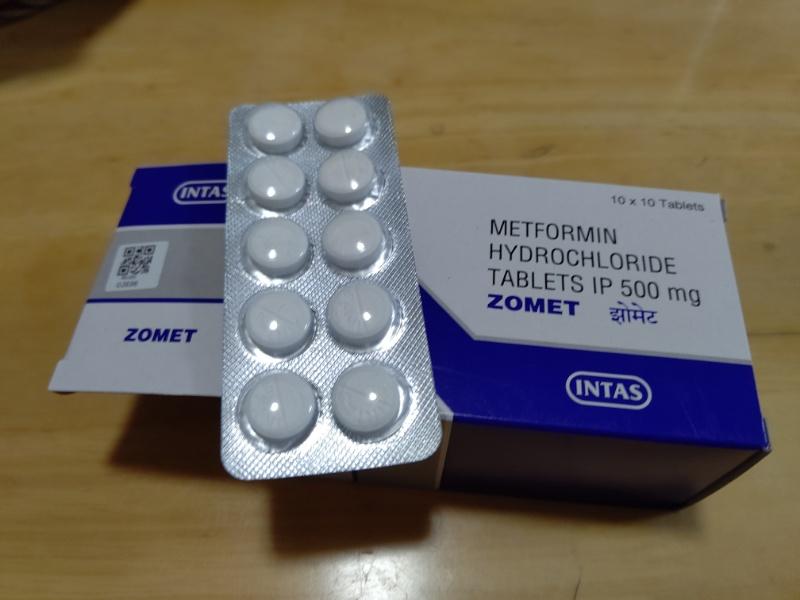 INTAS
ZOMET
10 x 10 Tablets
METFORMIN
HYDROCHLORIDE
TABLETS IP 500 mg
ZOMET झोमेट
INTAS